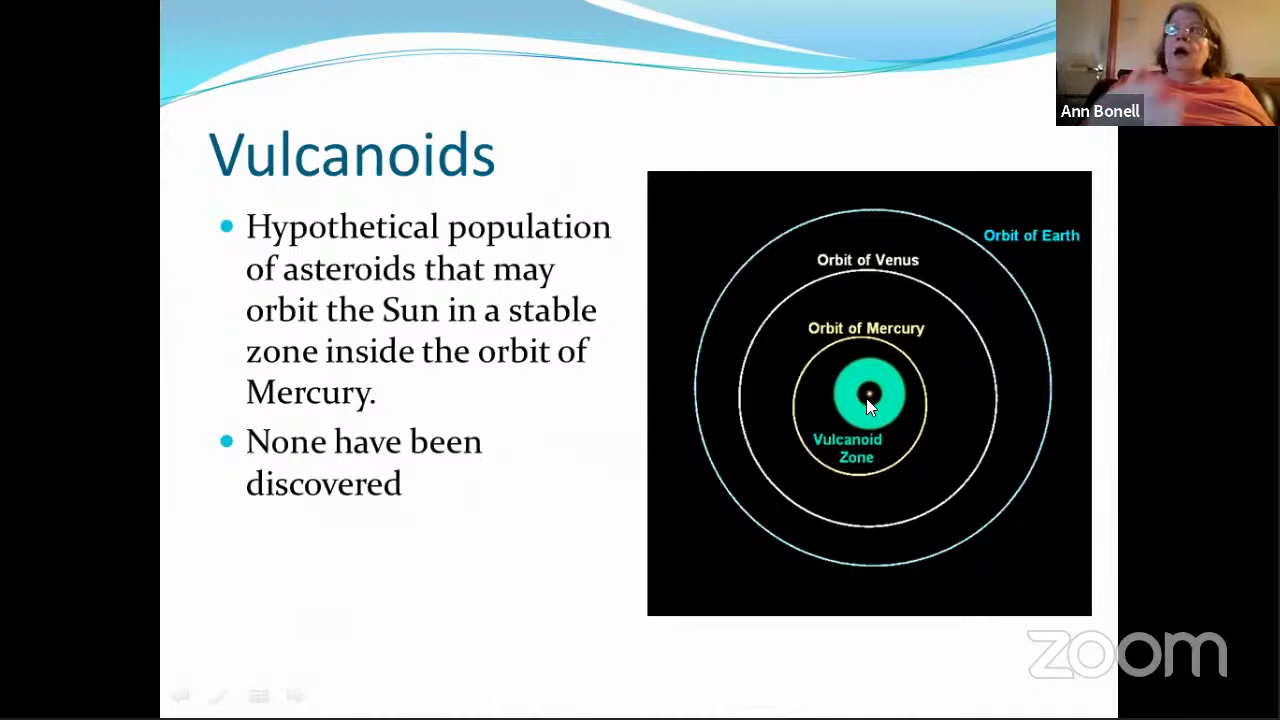 Ann Bonell
Vulcanoids
Hypothetical population
of asteroids that may
orbit the Sun in a stable
zone inside the orbit of
Mercury.
None have been
discovered
Orbit of Earth
Orbit of Venus
Orbit of Mercury
Vulcanoid
Zone
zoom